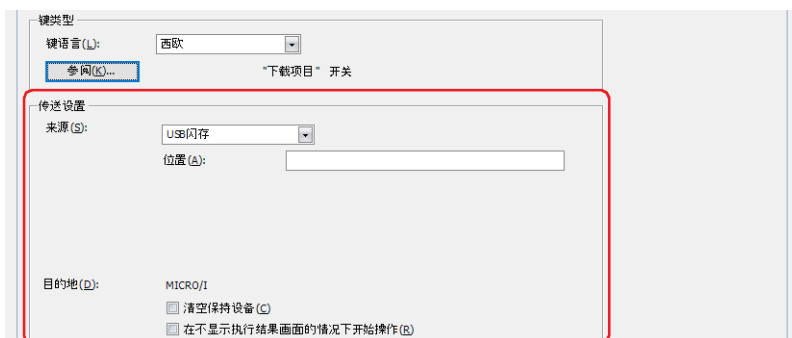 键类型
键语言(L): 西欧
参阅(K)... "下载项目" 开关
传送设置
来源(S): USB闪存
位置(A):
目的地(D): MICRO/I
清空保持设备(C)
在不显示执行结果画面的情况下开始操作(R)